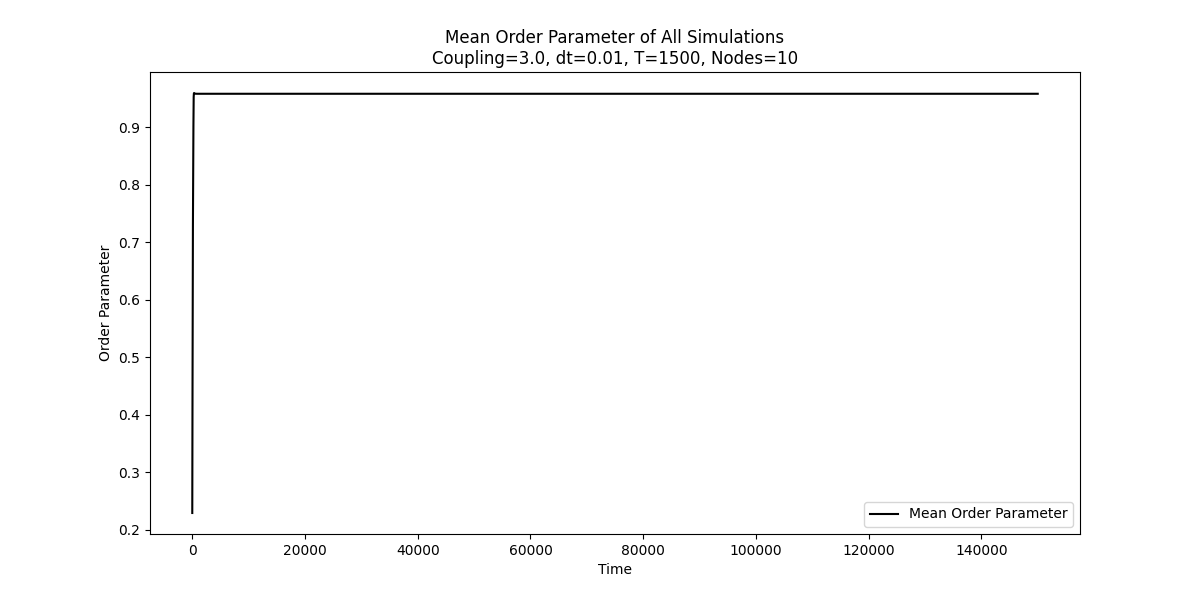 Mean Order Parameter of All Simulations
Coupling=3.0, dt=0.01, T=1500, Nodes=10
Order Parameter
0.9
0.8
0.7
0.6
0.5
0.4
0.3
0.2
Mean Order Parameter
0 20000 40000 60000 80000 100000 120000 140000
Time